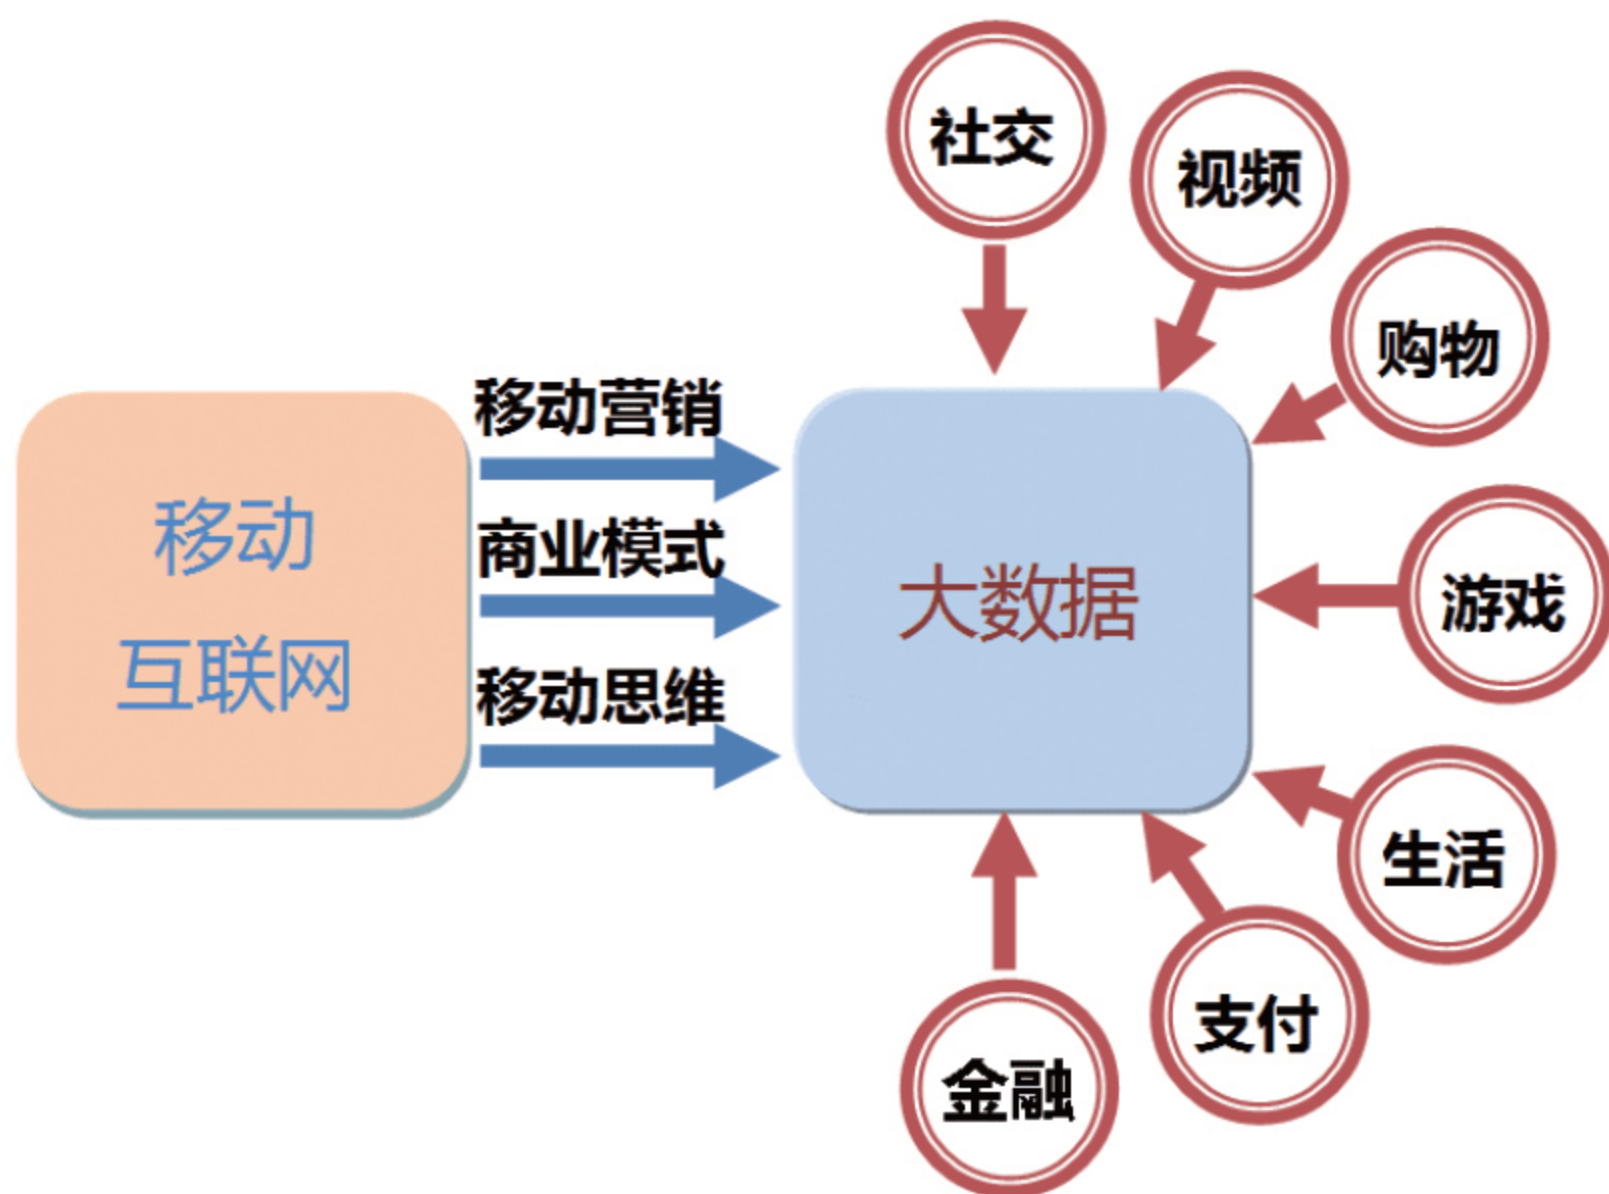 社交
视频
购物
移动营销
移动
互联网
商业模式
大数据
游戏
移动思维
生活
支付
金融